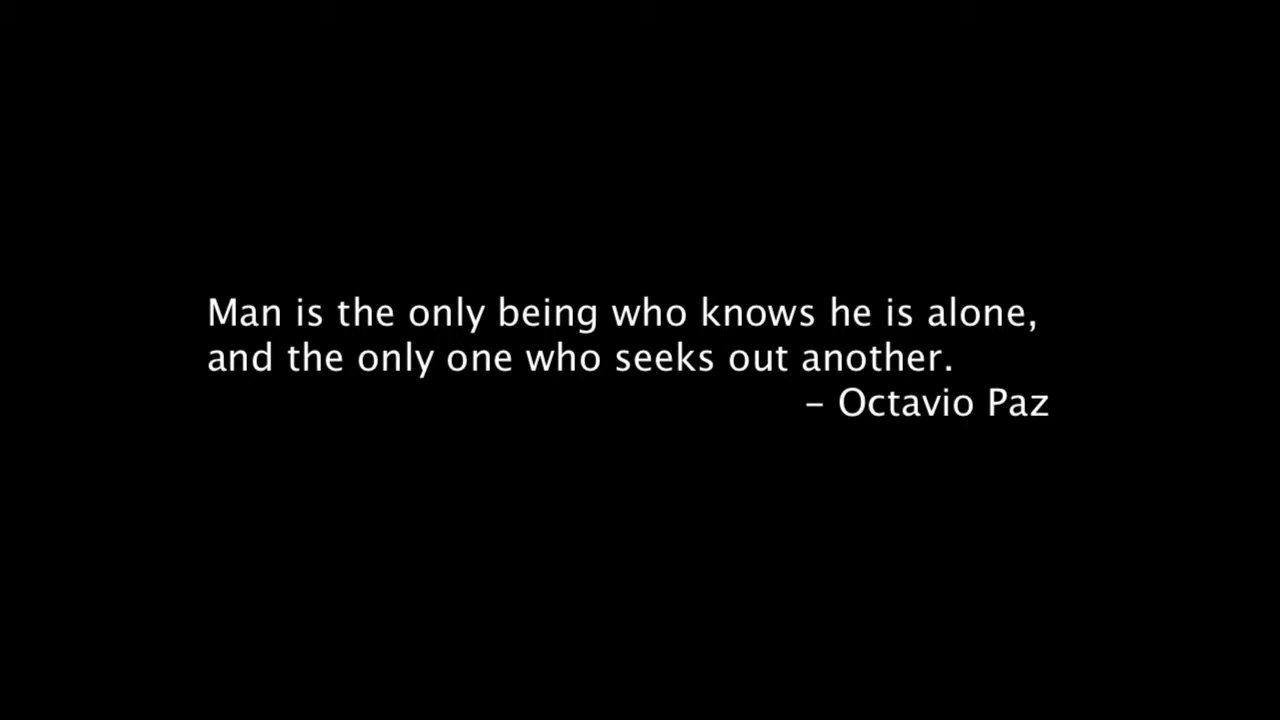 Man is the only being who knows he is alone,
and the only one who seeks out another.
– Octavio Paz